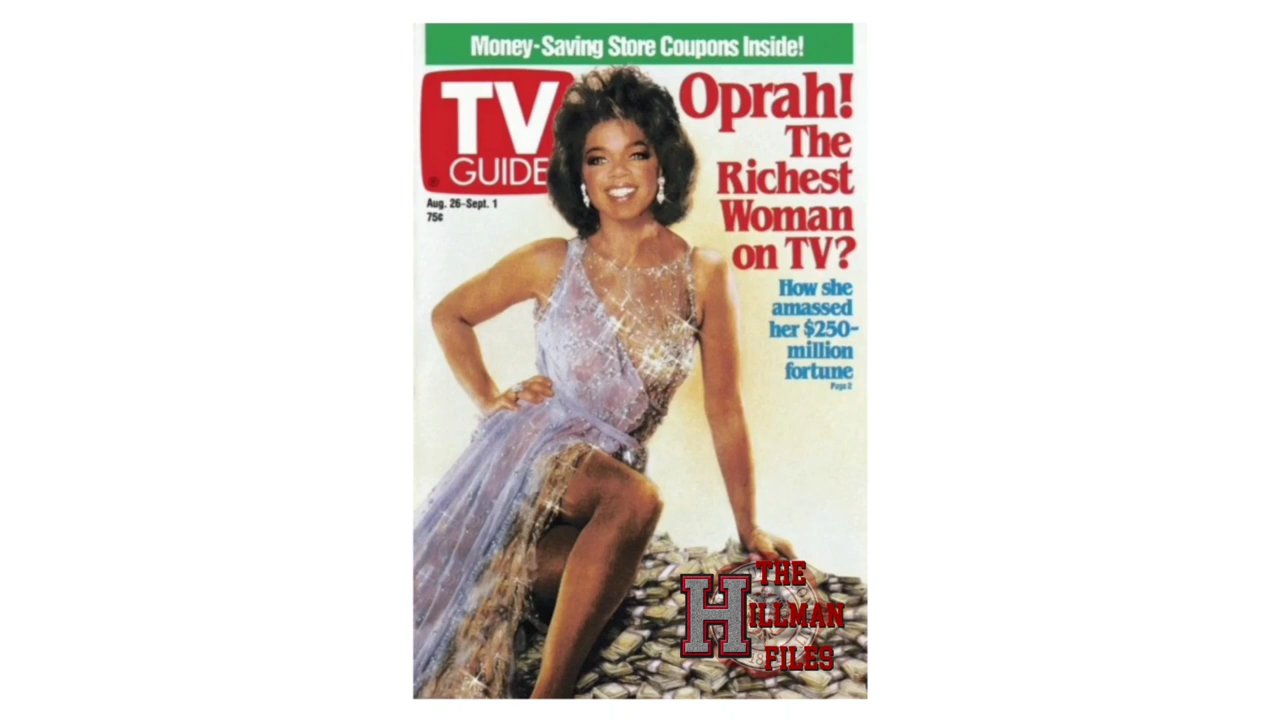 Money-Saving Store Coupons Inside!
TV
GUIDE
Aug. 26-Sept. 1
75¢
Oprah!
The
Richest
Woman
on TV?
How she
amassed
her $250-
million
fortune
Page 2
THE
HILLMAN
FILES